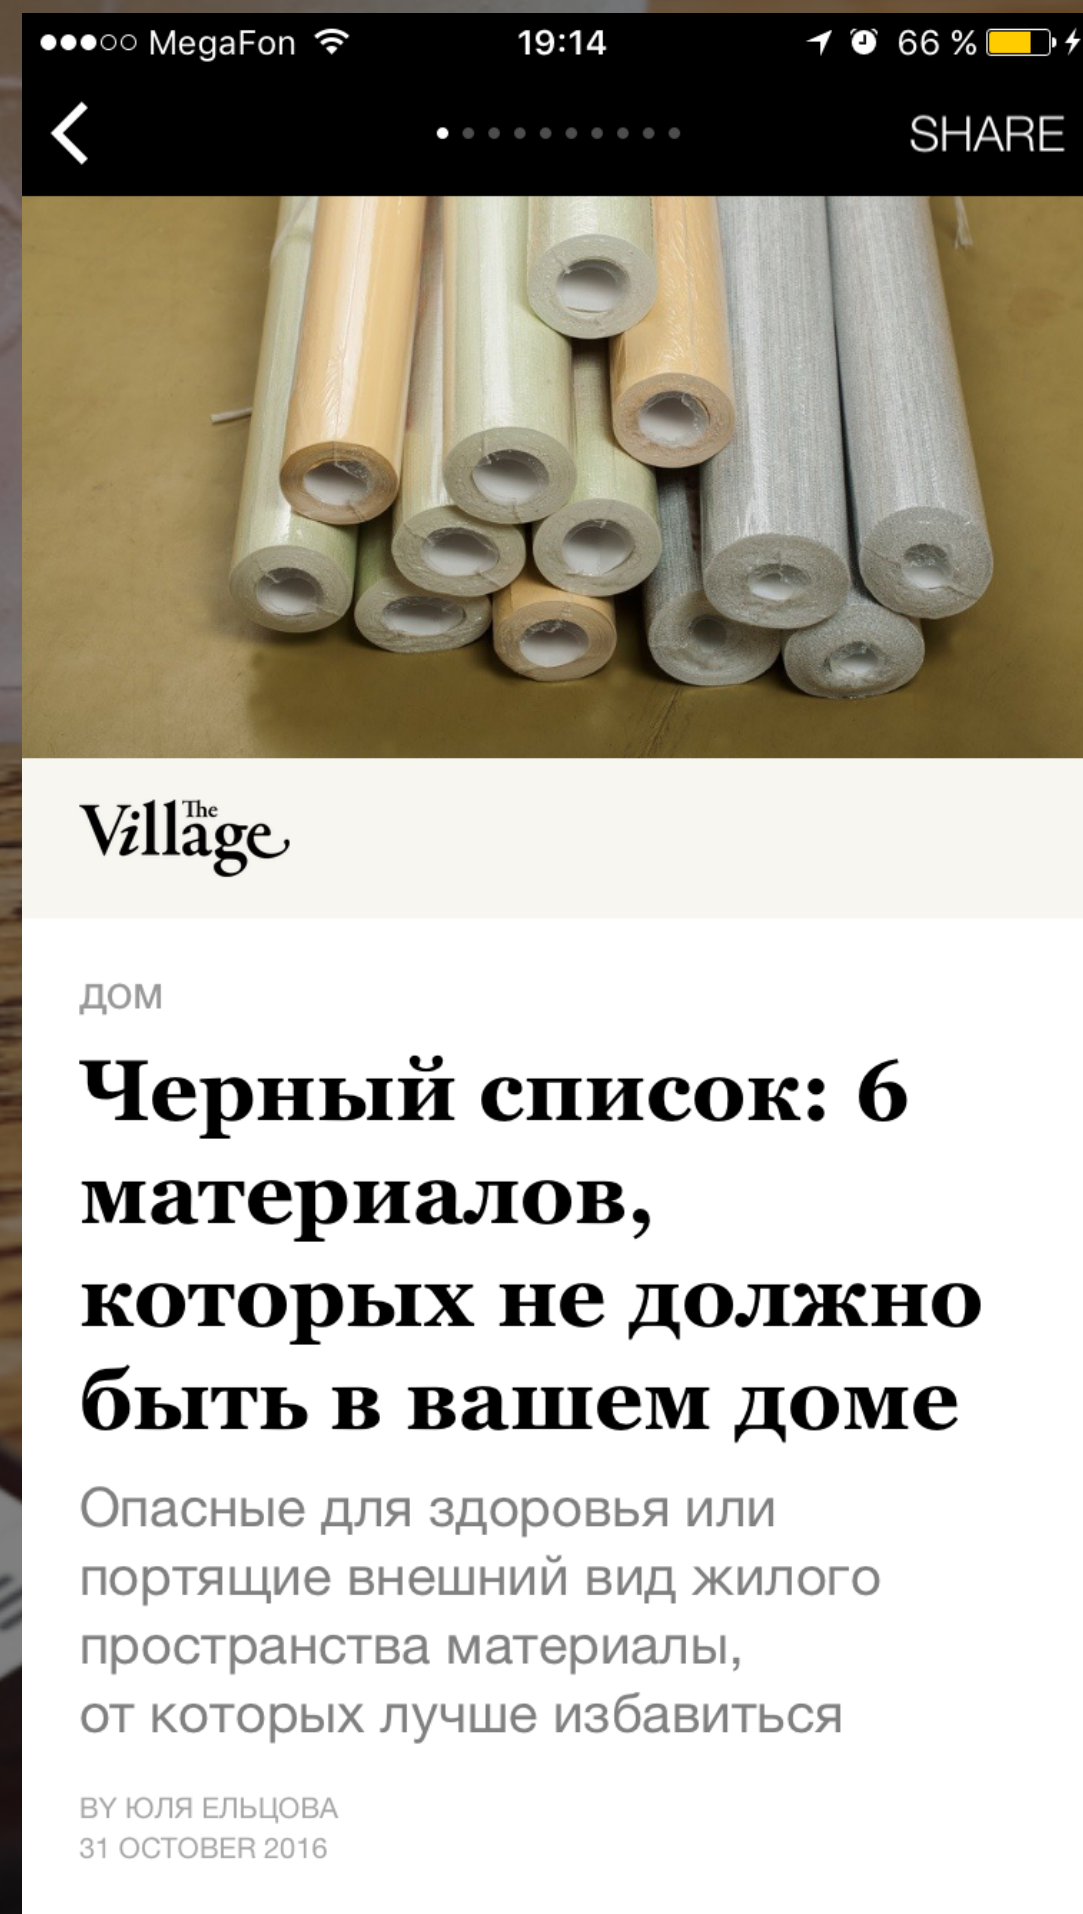 MegaFon 19:14 66 %
SHARE
The Village
ДОМ
Черный список: 6
материалов,
которых не должно
быть в вашем доме
Опасные для здоровья или
портящие внешний вид жилого
пространства материалы,
от которых лучше избавиться
BY ЮЛЯ ЕЛЬЦОВА
31 OCTOBER 2016